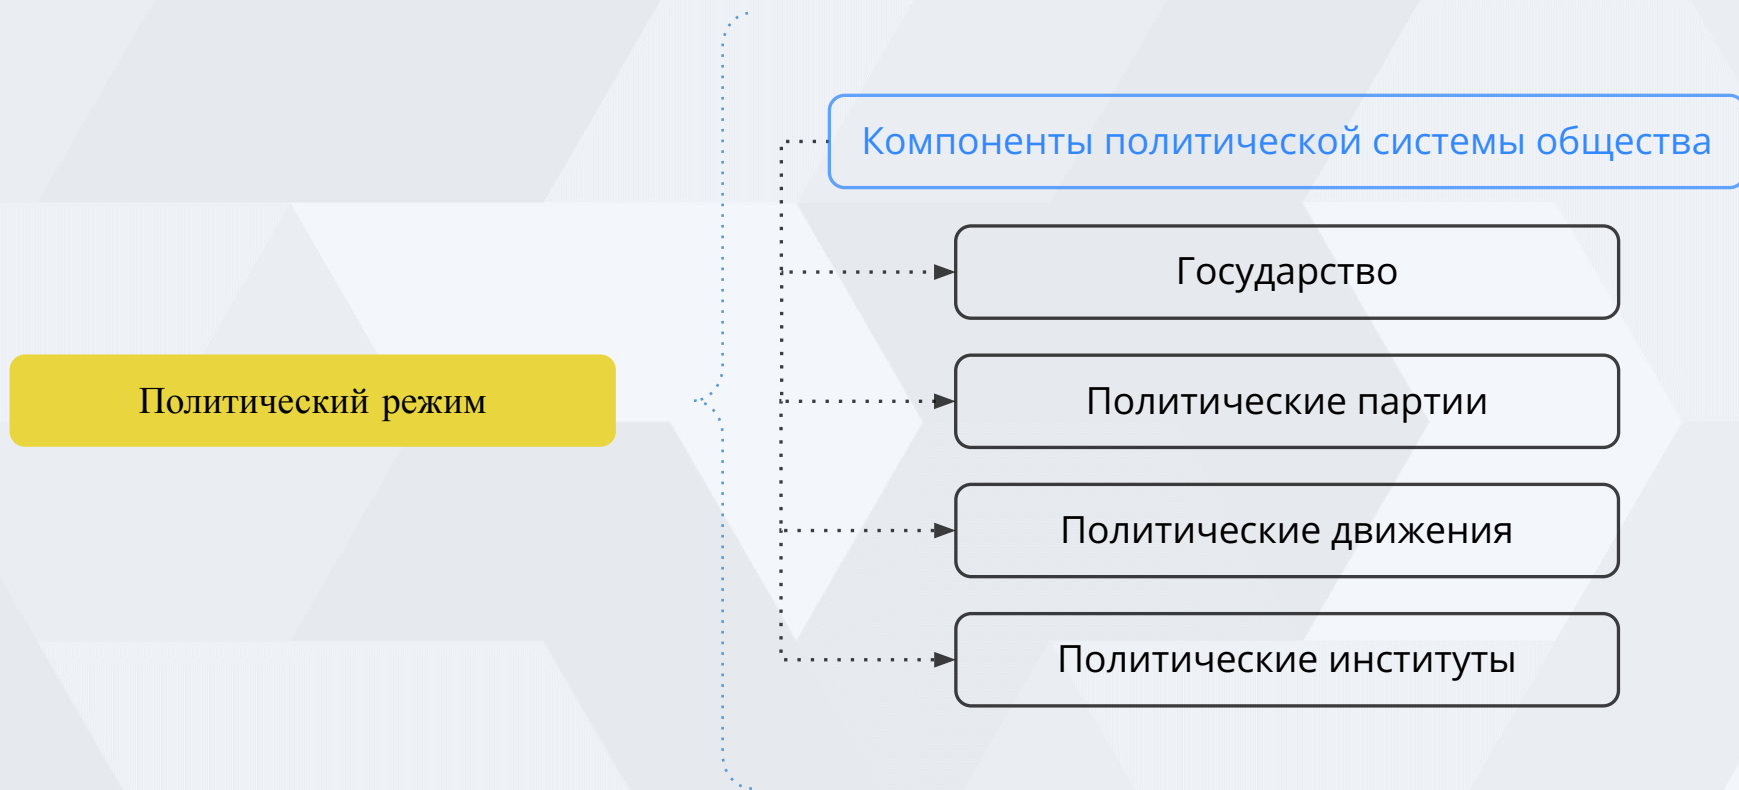 Компоненты политической системы общества
Государство
Политический режим
Политические партии
Политические движения
Политические институты